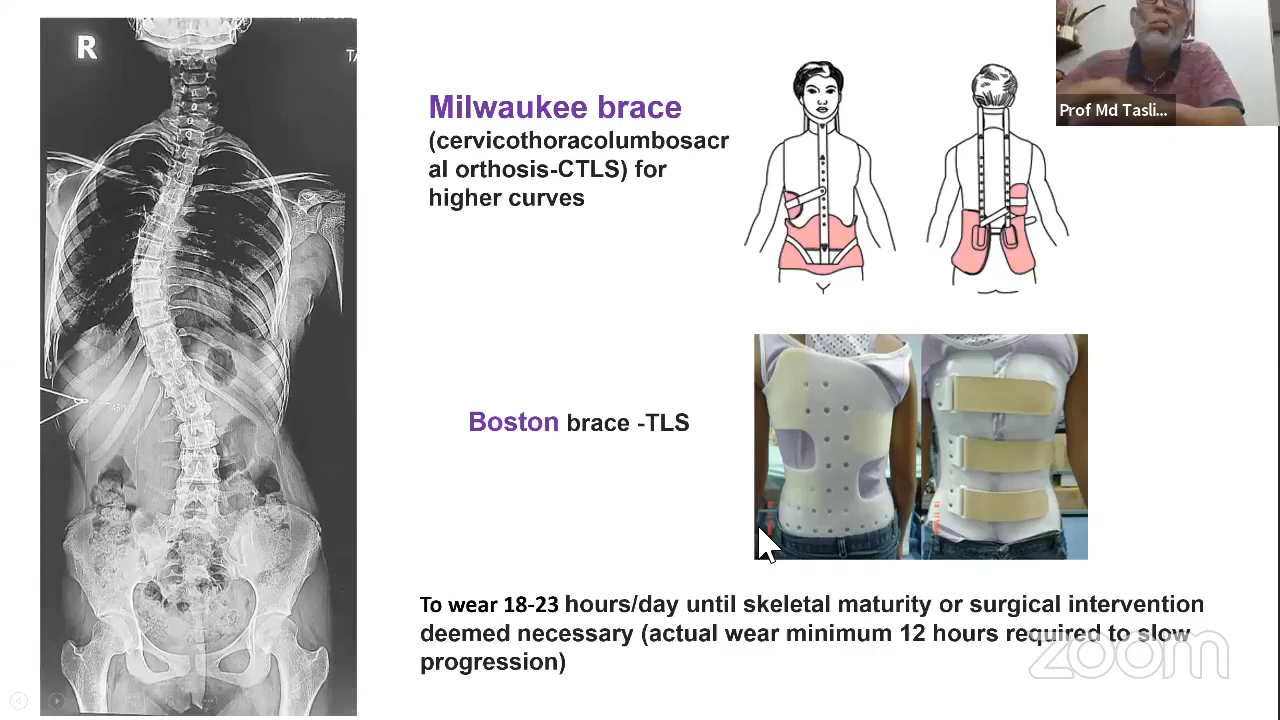 R
TA
45°
Milwaukee brace
(cervicothoracolumbosacr
al orthosis-CTLS) for
higher curves
Prof Md Tasli...
Boston brace -TLS
To wear 18-23 hours/day until skeletal maturity or surgical intervention
deemed necessary (actual wear minimum 12 hours required to slow
progression)
zoom